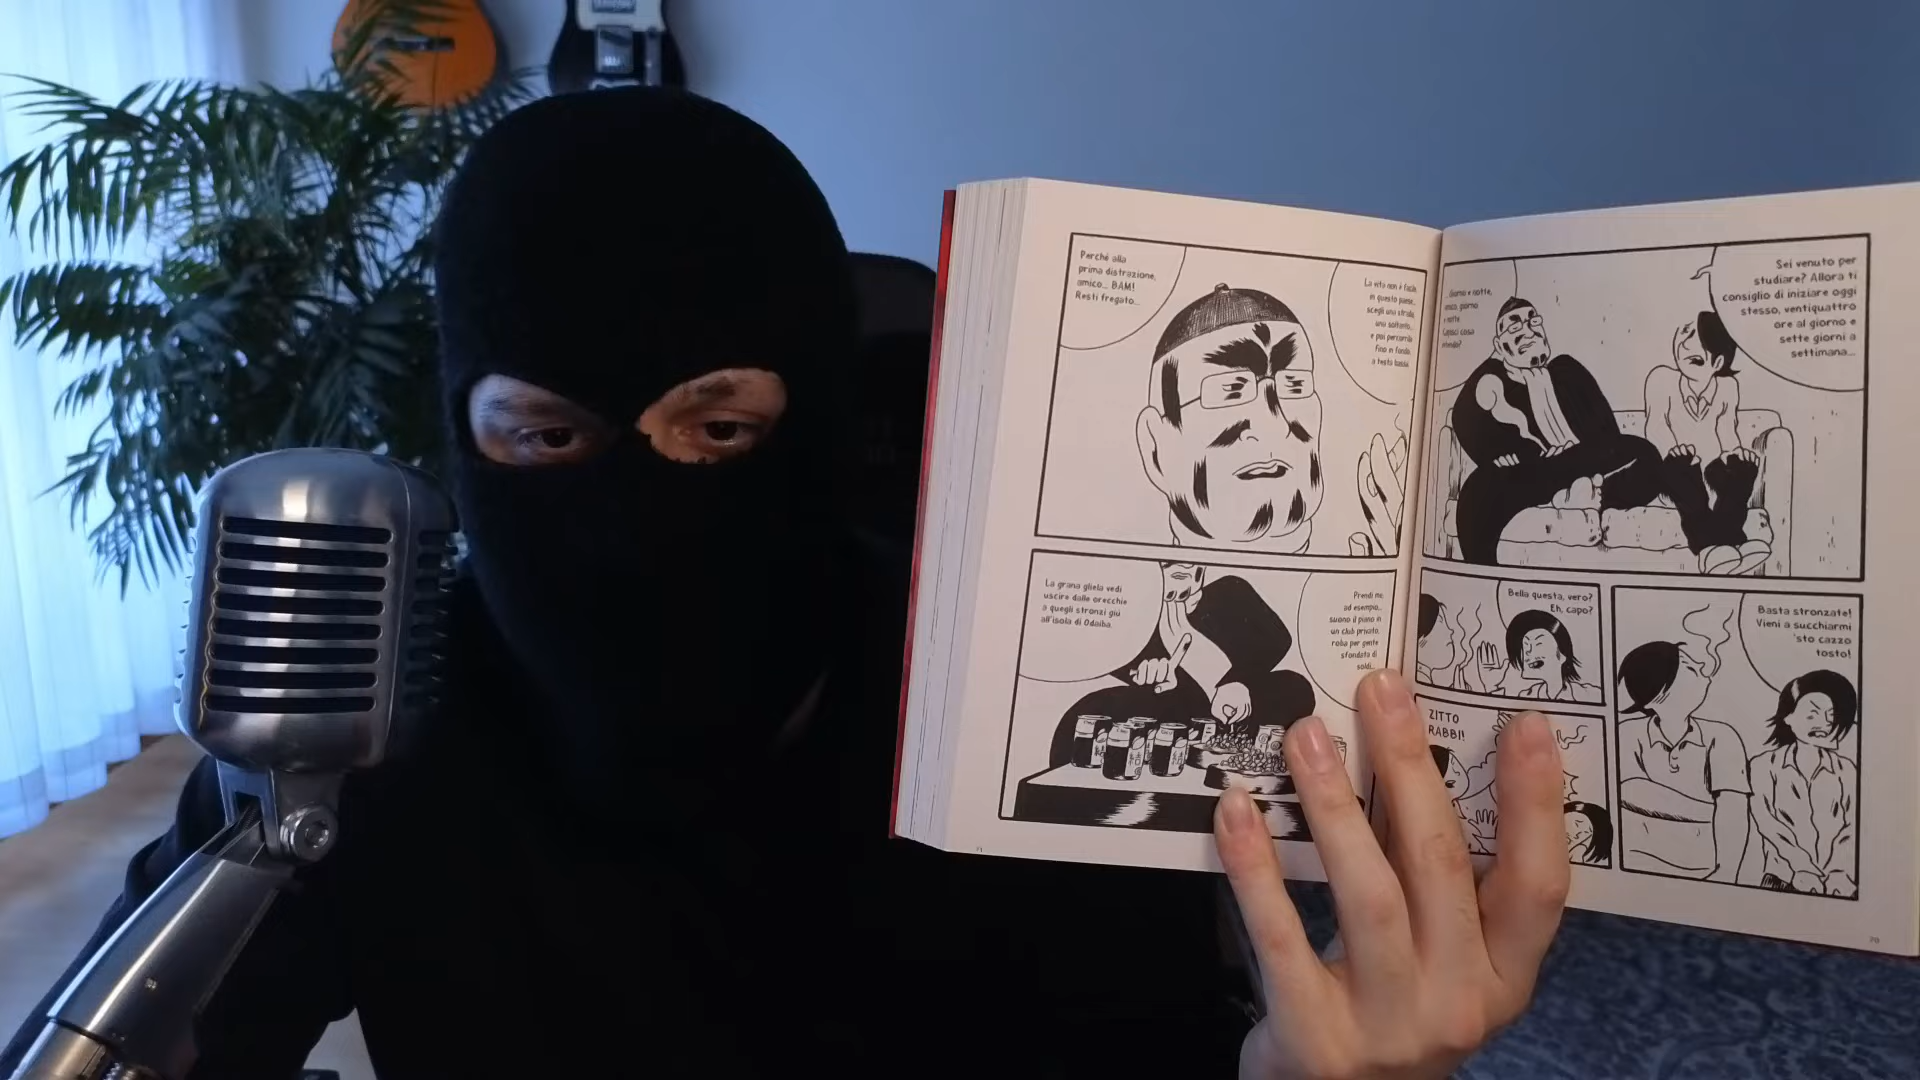 Sei venuto per
studiare? Allora ti
consiglio di iniziare oggi
stesso, ventiquattro
ore al giorno e
sette giorni a
settimana...
...Giorno e notte,
amico, giorno
e notte.
Capisci cosa
intendo?
Basta stronzate!
Vieni a succhiarmi
'sto cazzo
tosto!
Bella questa, vero?
Eh, capo?
ZITTO
RABBI!
70
La vita non è facile,
in questo paese...
scegli una strada,
una soltanto...
e poi percorrila
fino in fondo,
a testa bassa.
Perché alla
prima distrazione,
amico... BAM!
Resti fregato...
Prendi me,
ad esempio...
suono il piano in
un club privato,
roba per gente
sfondata di
soldi...
La grana gliela vedi
uscire dalle orecchie
a quegli stronzi giù
all'isola di Odaiba.
71